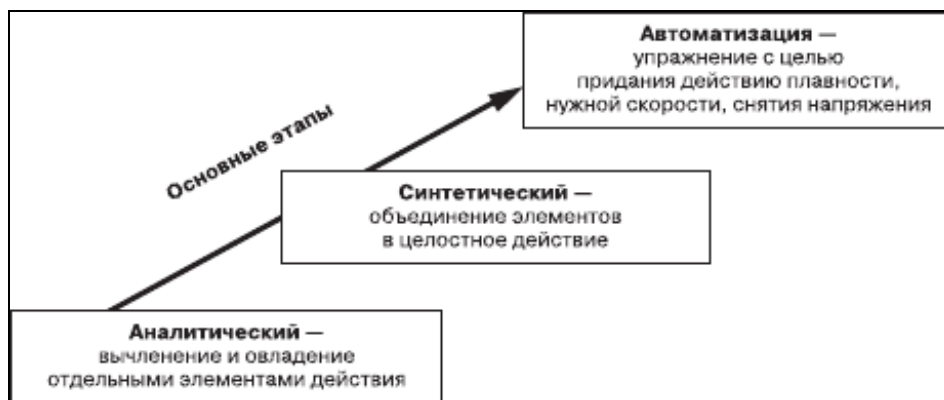 Автоматизация —
упражнение с целью
придания действию плавности,
нужной скорости, снятия напряжения
Основные этапы
Синтетический —
объединение элементов
в целостное действие
Аналитический —
вычленение и овладение
отдельными элементами действия